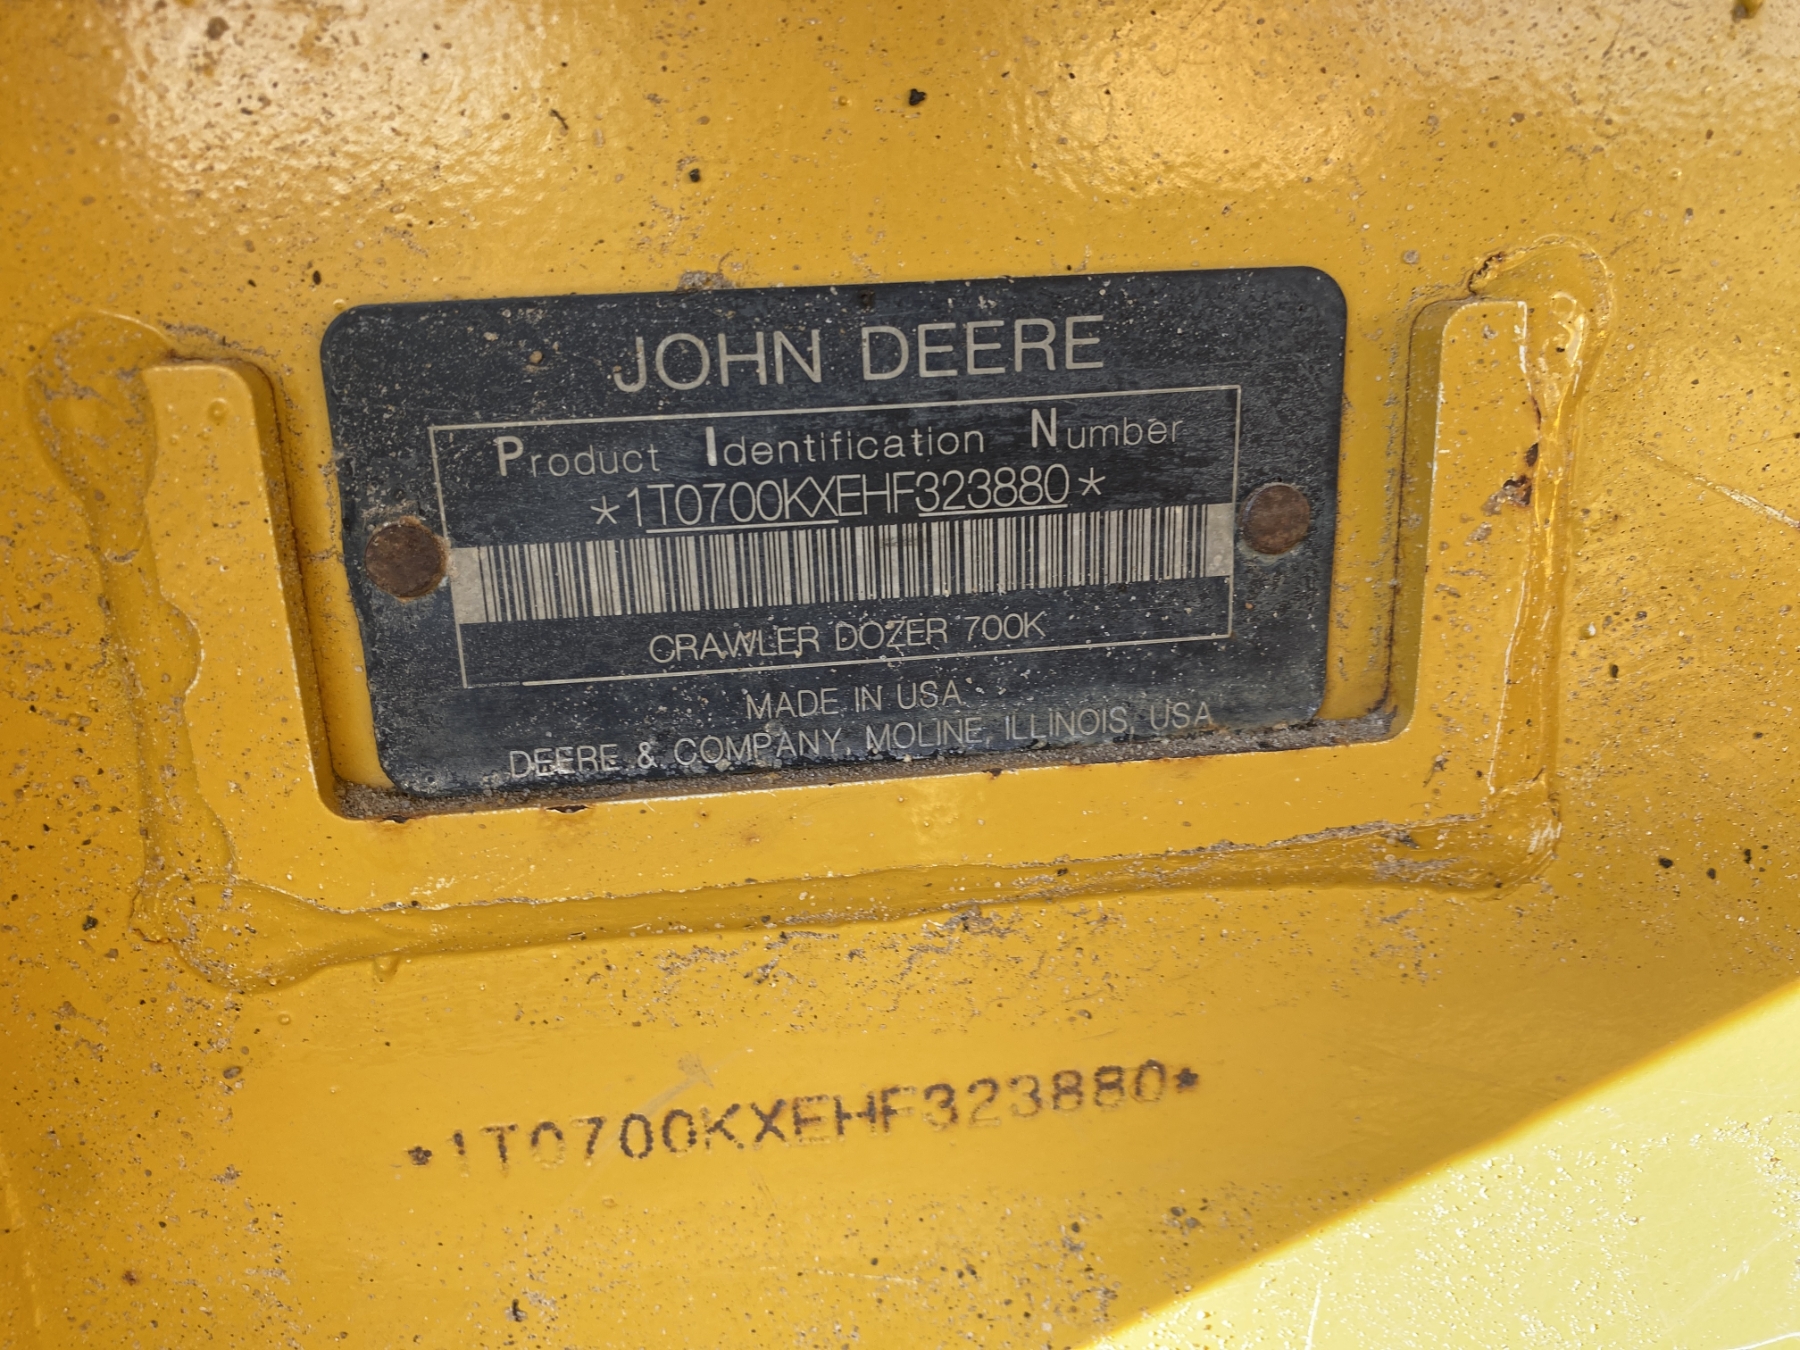 JOHN DEERE
Product Identification Number
*1T0700KXEHF323880*
CRAWLER DOZER 700K
MADE IN USA
DEERE & COMPANY, MOLINE, ILLINOIS, USA
*1T0700KXEHF323880*